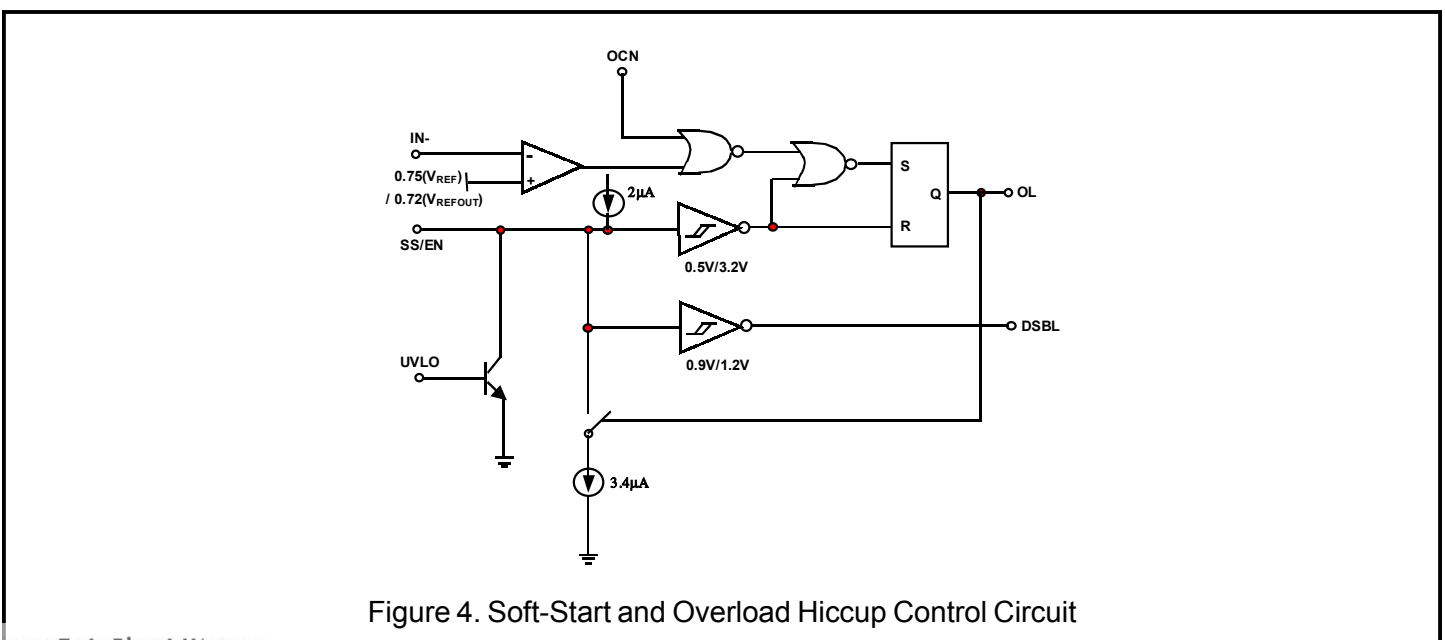 OCN
IN-
-
0.75(VREF)
+
/ 0.72(VREFOUT)
2µA
S
Q
OL
SS/EN
R
0.5V/3.2V
DSBL
UVLO
0.9V/1.2V
3.4µA
Figure 4. Soft-Start and Overload Hiccup Control Circuit